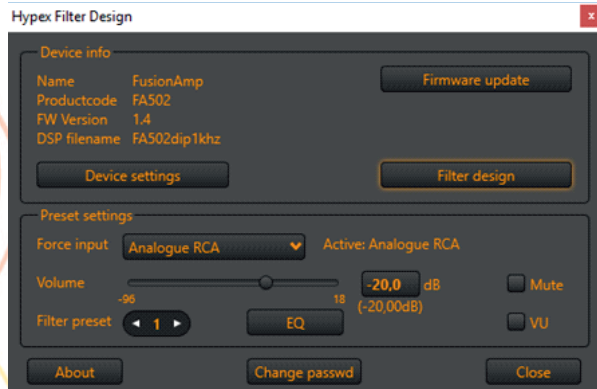 Hypex Filter Design
x
Device info
Name FusionAmp
Firmware update
Productcode FA502
FW Version 1.4
DSP filename FA502dip1khz
Device settings
Filter design
Preset settings
Force input Analogue RCA Active: Analogue RCA
Volume -20,0 dB Mute
-96 18 (-20,00dB)
Filter preset 1 EQ VU
About Change passwd Close